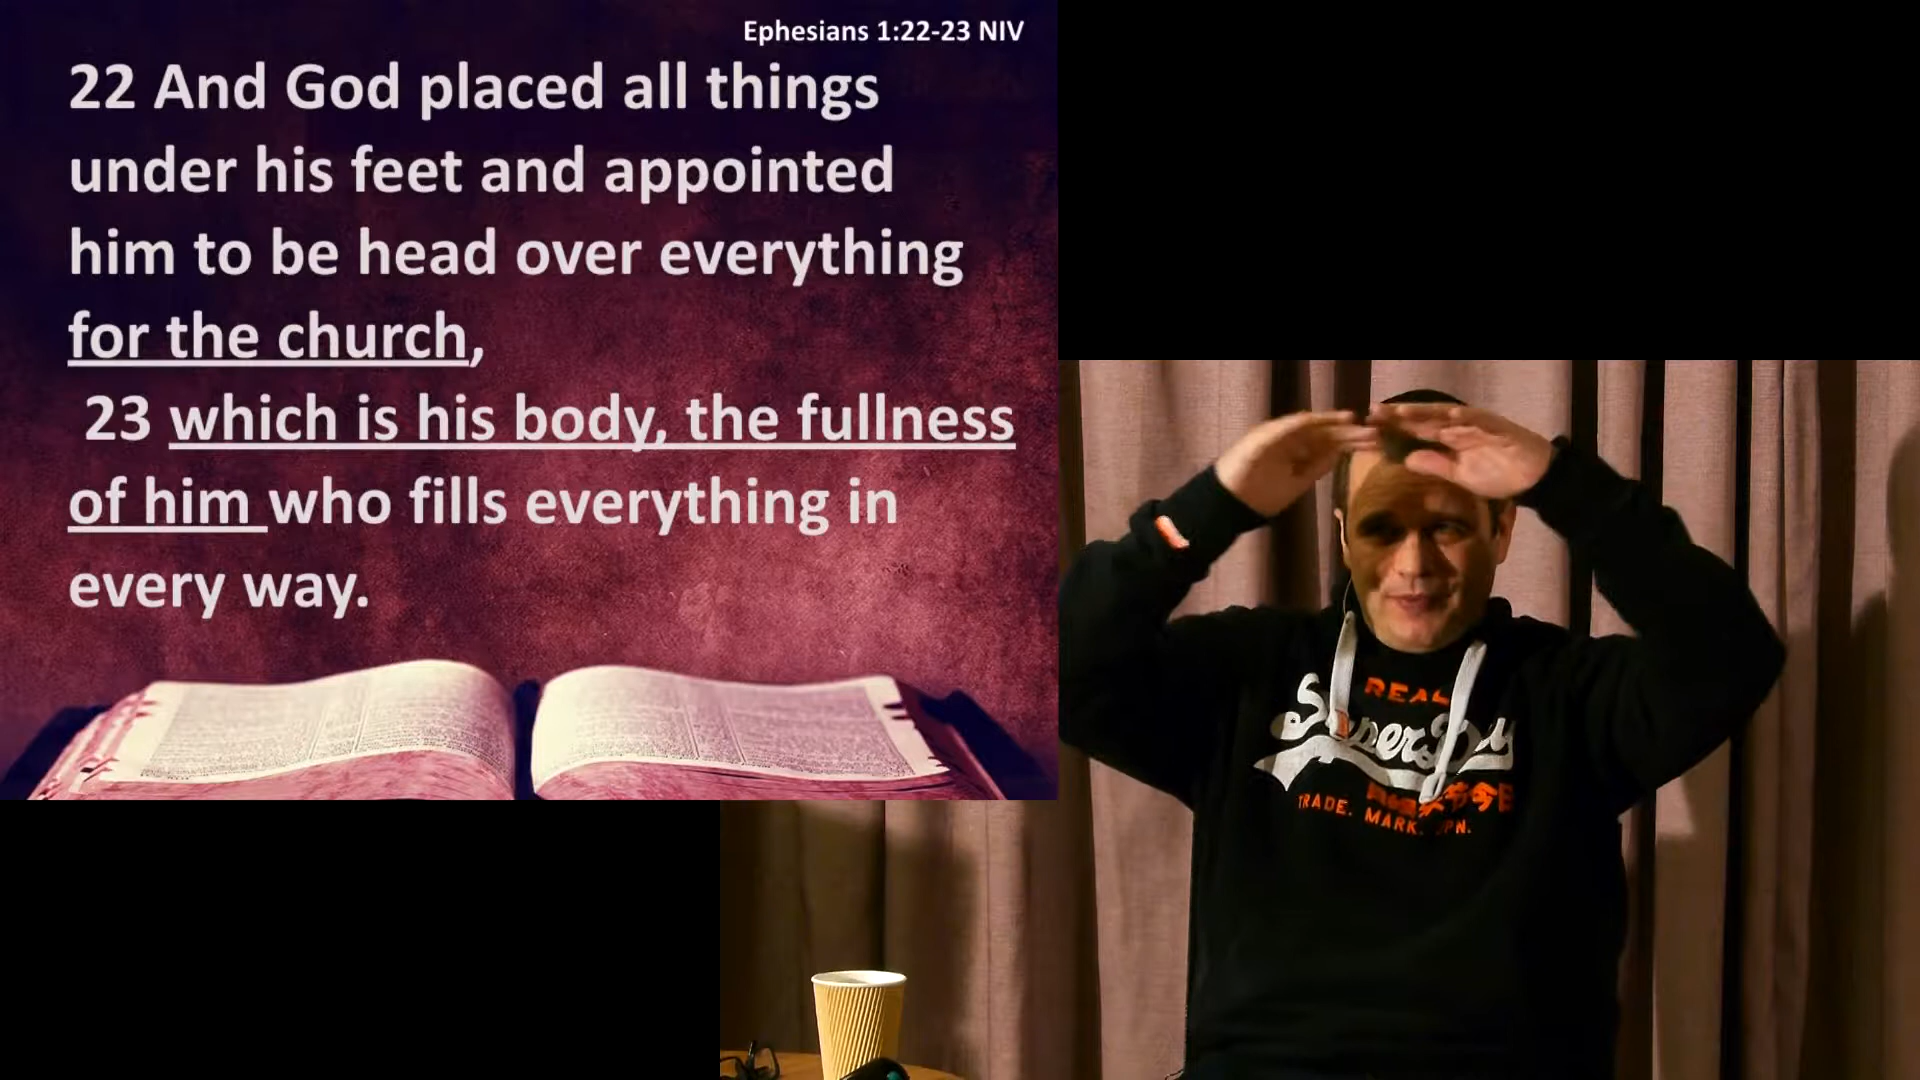 Ephesians 1:22-23 NIV
22 And God placed all things
under his feet and appointed
him to be head over everything
for the church,
23 which is his body, the fullness
of him who fills everything in
every way.
REAL
Superdry
TRADE. MARK. JPN.